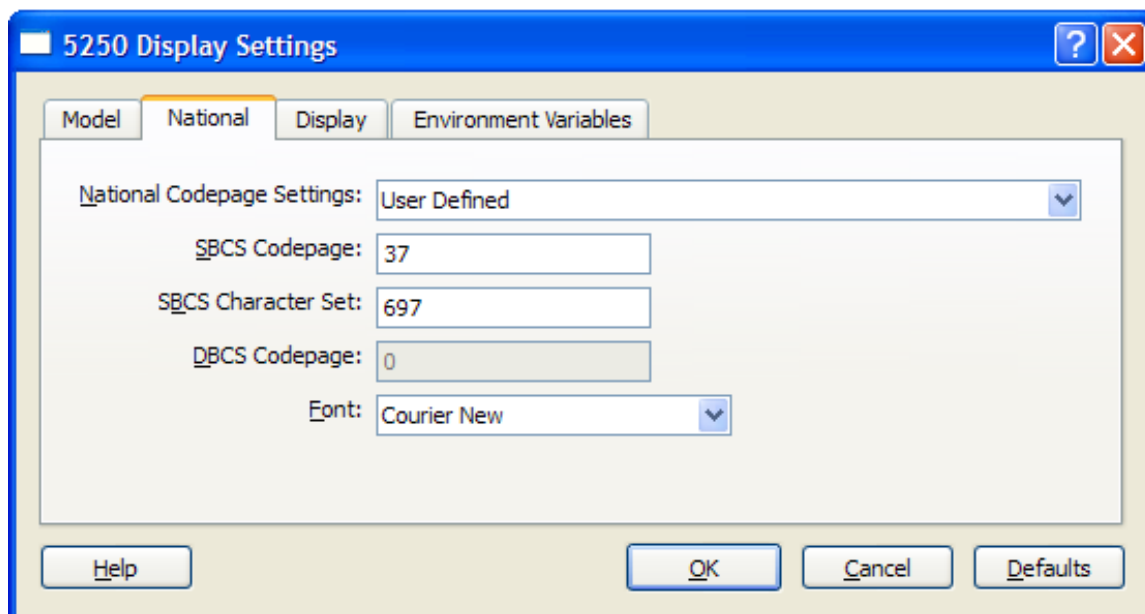 5250 Display Settings
Model National Display Environment Variables
National Codepage Settings: User Defined
SBCS Codepage: 37
SBCS Character Set: 697
DBCS Codepage: 0
Font: Courier New
Help OK Cancel Defaults